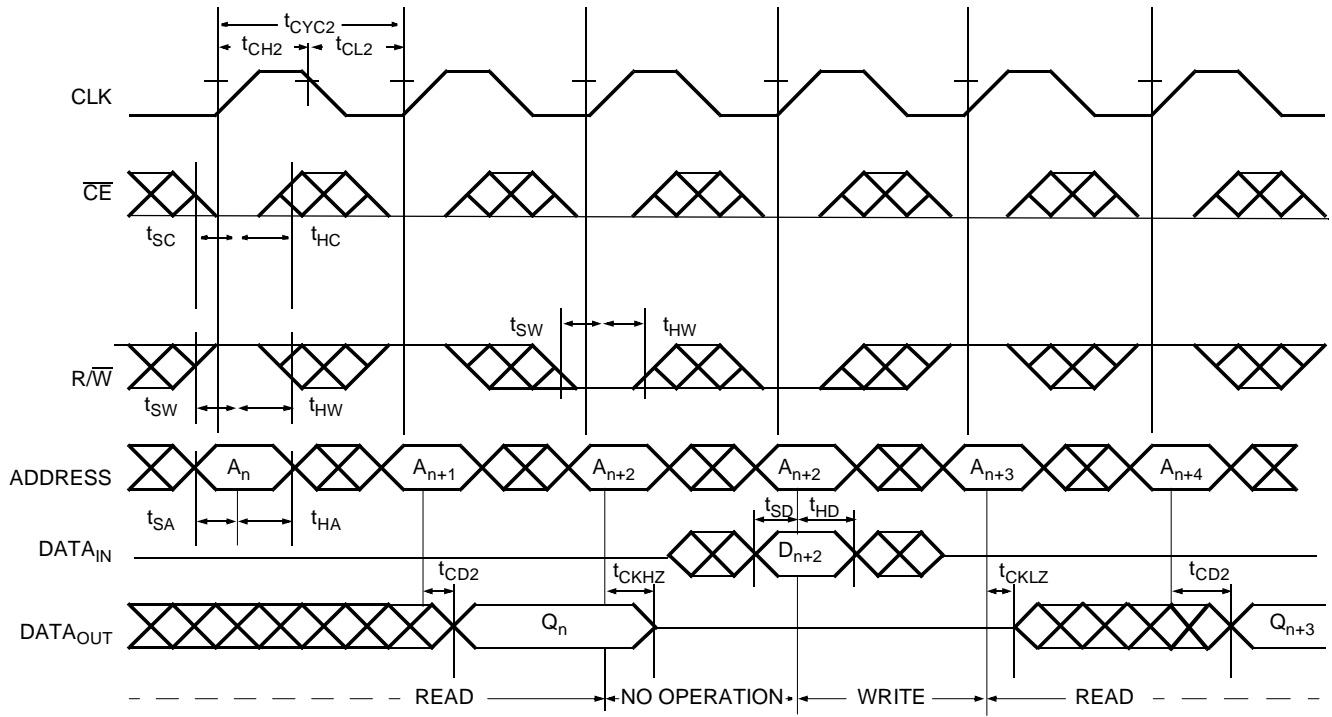 tCYC2
tCH2 tCL2
CLK
CE
tSC tHC
tSW tHW
R/W
tSW tHW
ADDRESS An An+1 An+2 An+2 An+3 An+4
tSA tHA tSD tHD
DATAIN Dn+2
tCD2 tCKHZ tCKLZ tCD2
DATAOUT Qn Qn+3
READ NO OPERATION WRITE READ